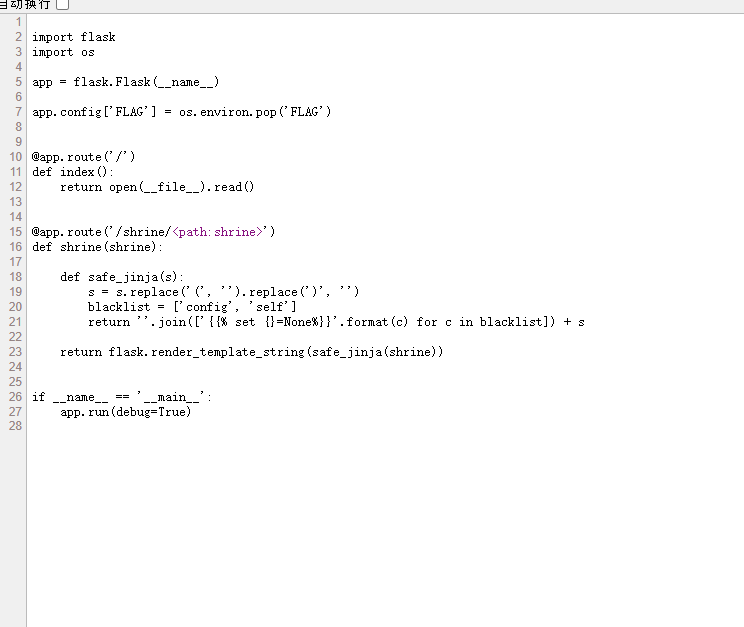 自动换行
1
2 import flask
3 import os
4
5 app = flask.Flask(__name__)
6
7 app.config['FLAG'] = os.environ.pop('FLAG')
8
9
10 @app.route('/')
11 def index():
12     return open(__file__).read()
13
14
15 @app.route('/shrine/<path:shrine>')
16 def shrine(shrine):
17
18     def safe_jinja(s):
19         s = s.replace('(', '').replace(')', '')
20         blacklist = ['config', 'self']
21         return ''.join(['{{% set {}=None%}}'.format(c) for c in blacklist]) + s
22
23     return flask.render_template_string(safe_jinja(shrine))
24
25
26 if __name__ == '__main__':
27     app.run(debug=True)
28